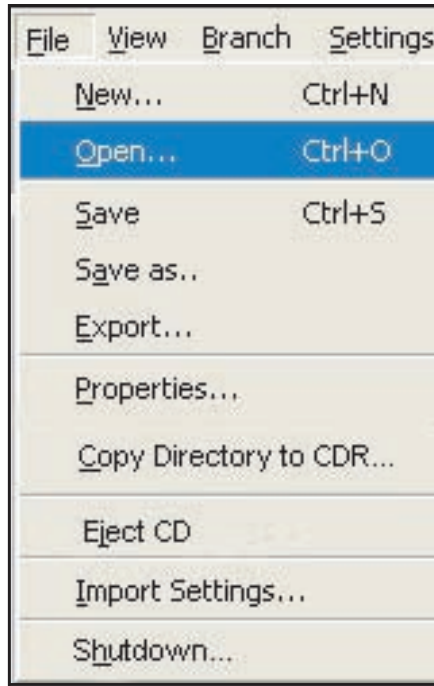 File View Branch Settings
New... Ctrl+N
Open... Ctrl+O
Save Ctrl+S
Save as..
Export...
Properties...
Copy Directory to CDR...
Eject CD
Import Settings...
Shutdown...